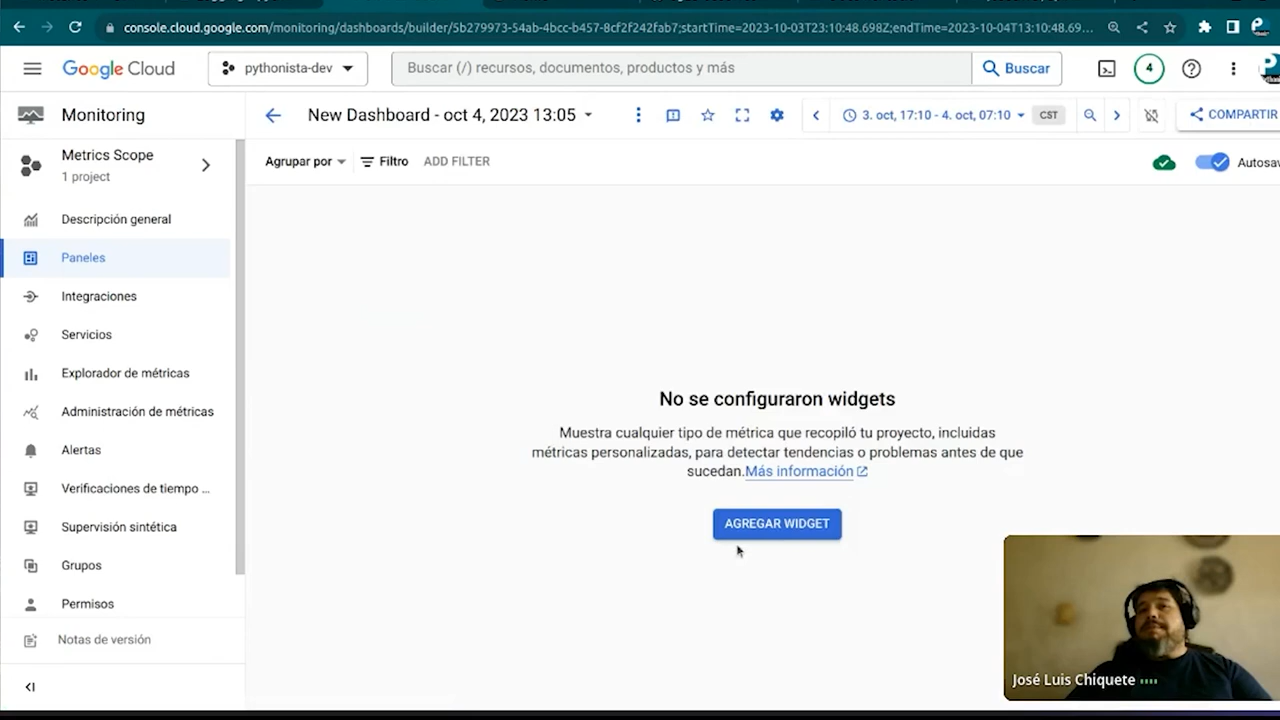 console.cloud.google.com/monitoring/dashboards/builder/5b279973-54ab-4bcc-b457-8cf2f242fab7;startTime=2023-10-03T23:10:48.698Z;endTime=2023-10-04T13:10:48.69...
Google Cloud
pythonista-dev
Buscar (/) recursos, documentos, productos y más
Buscar
4
Monitoring
New Dashboard - oct 4, 2023 13:05
3. oct, 17:10 - 4. oct, 07:10
CST
COMPARTIR
Metrics Scope
1 project
Agrupar por
Filtro
ADD FILTER
Autosav
Descripción general
Paneles
Integraciones
Servicios
Explorador de métricas
Administración de métricas
Alertas
Verificaciones de tiempo ...
Supervisión sintética
Grupos
Permisos
Notas de versión
No se configuraron widgets
Muestra cualquier tipo de métrica que recopiló tu proyecto, incluidas
métricas personalizadas, para detectar tendencias o problemas antes de que
sucedan.Más información
AGREGAR WIDGET
José Luis Chiquete